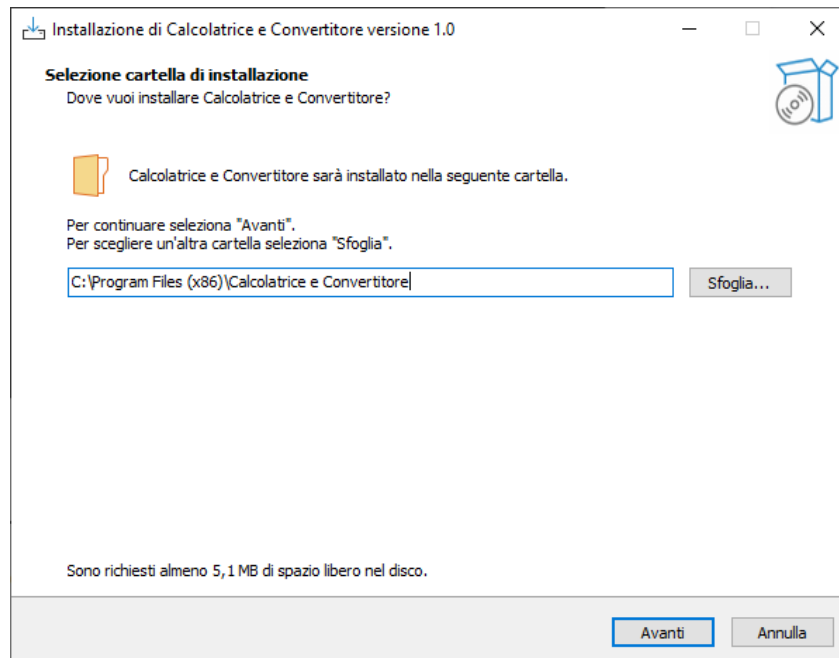 Installazione di Calcolatrice e Convertitore versione 1.0
Selezione cartella di installazione
Dove vuoi installare Calcolatrice e Convertitore?
Calcolatrice e Convertitore sarà installato nella seguente cartella.
Per continuare seleziona "Avanti".
Per scegliere un'altra cartella seleziona "Sfoglia".
C:\Program Files (x86)\Calcolatrice e Convertitore
Sfoglia...
Sono richiesti almeno 5,1 MB di spazio libero nel disco.
Avanti
Annulla